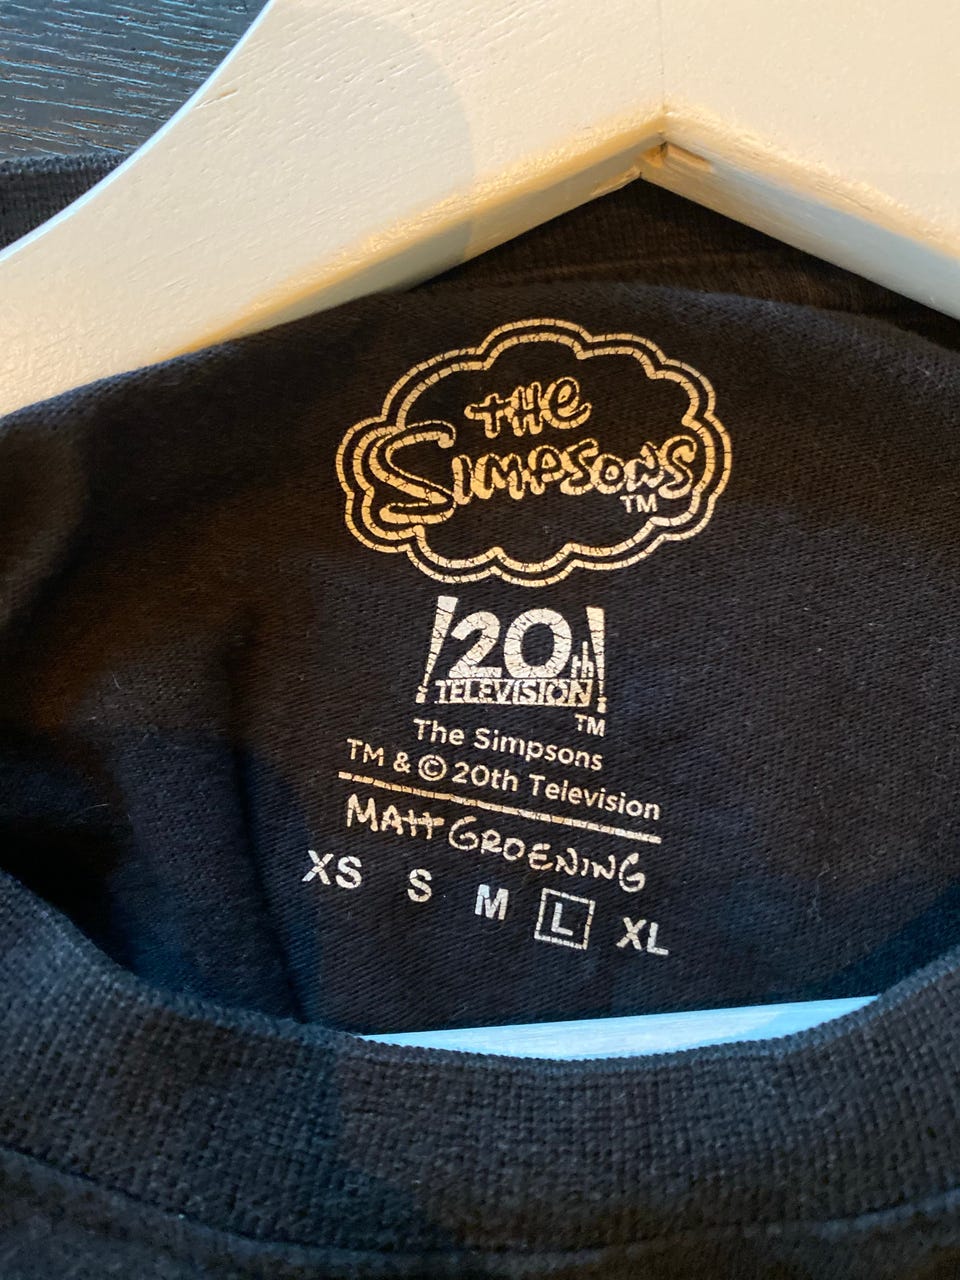 THE
SIMPSONS
TM
20th
TELEVISION
TM
The Simpsons
TM & © 20th Television
MATT GROENING
XS S M L XL